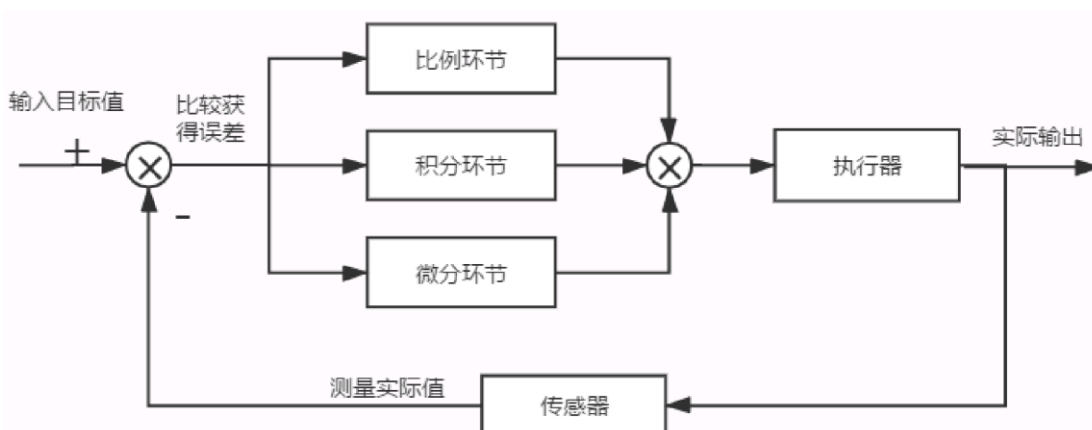 比例环节
输入目标值
比较获
得误差
+
积分环节
执行器
实际输出
-
微分环节
测量实际值
传感器